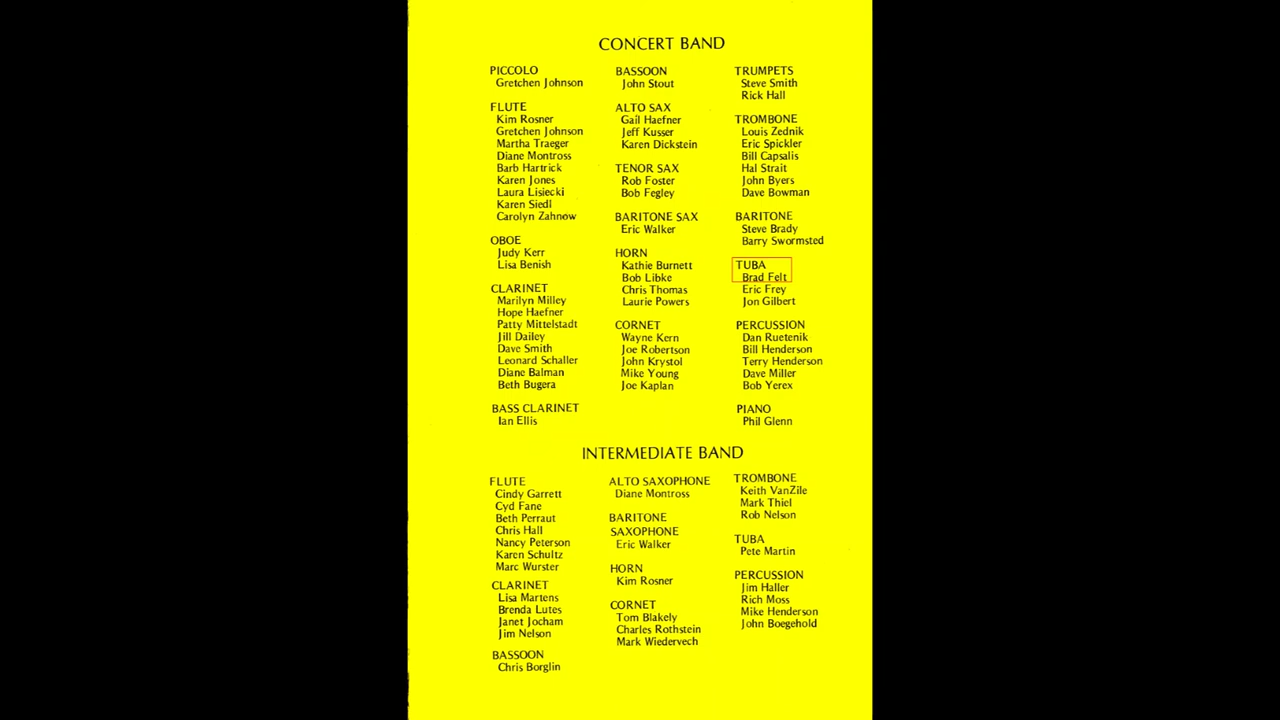 CONCERT BAND
PICCOLO
Gretchen Johnson
FLUTE
Kim Rosner
Gretchen Johnson
Martha Traeger
Diane Montross
Barb Hartrick
Karen Jones
Laura Lisiecki
Karen Siedl
Carolyn Zahnow
OBOE
Judy Kerr
Lisa Benish
CLARINET
Marilyn Milley
Hope Haefner
Patty Mittelstadt
Jill Dailey
Dave Smith
Leonard Schaller
Diane Balman
Beth Bugera
BASS CLARINET
Ian Ellis
BASSOON
John Stout
ALTO SAX
Gail Haefner
Jeff Kusser
Karen Dickstein
TENOR SAX
Rob Foster
Bob Fegley
BARITONE SAX
Eric Walker
HORN
Kathie Burnett
Bob Libke
Chris Thomas
Laurie Powers
CORNET
Wayne Kern
Joe Robertson
John Krystol
Mike Young
Joe Kaplan
TRUMPETS
Steve Smith
Rick Hall
TROMBONE
Louis Zednik
Eric Spickler
Bill Capsalis
Hal Strait
John Byers
Dave Bowman
BARITONE
Steve Brady
Barry Swormsted
TUBA
Brad Felt
Eric Frey
Jon Gilbert
PERCUSSION
Dan Ruetenik
Bill Henderson
Terry Henderson
Dave Miller
Bob Yerex
PIANO
Phil Glenn
INTERMEDIATE BAND
FLUTE
Cindy Garrett
Cyd Fane
Beth Perraut
Chris Hall
Nancy Peterson
Karen Schultz
Marc Wurster
CLARINET
Lisa Martens
Brenda Lutes
Janet Jocham
Jim Nelson
BASSOON
Chris Borglin
ALTO SAXOPHONE
Diane Montross
BARITONE
SAXOPHONE
Eric Walker
HORN
Kim Rosner
CORNET
Tom Blakely
Charles Rothstein
Mark Wiedervech
TROMBONE
Keith VanZile
Mark Thiel
Rob Nelson
TUBA
Pete Martin
PERCUSSION
Jim Haller
Rich Moss
Mike Henderson
John Boegehold